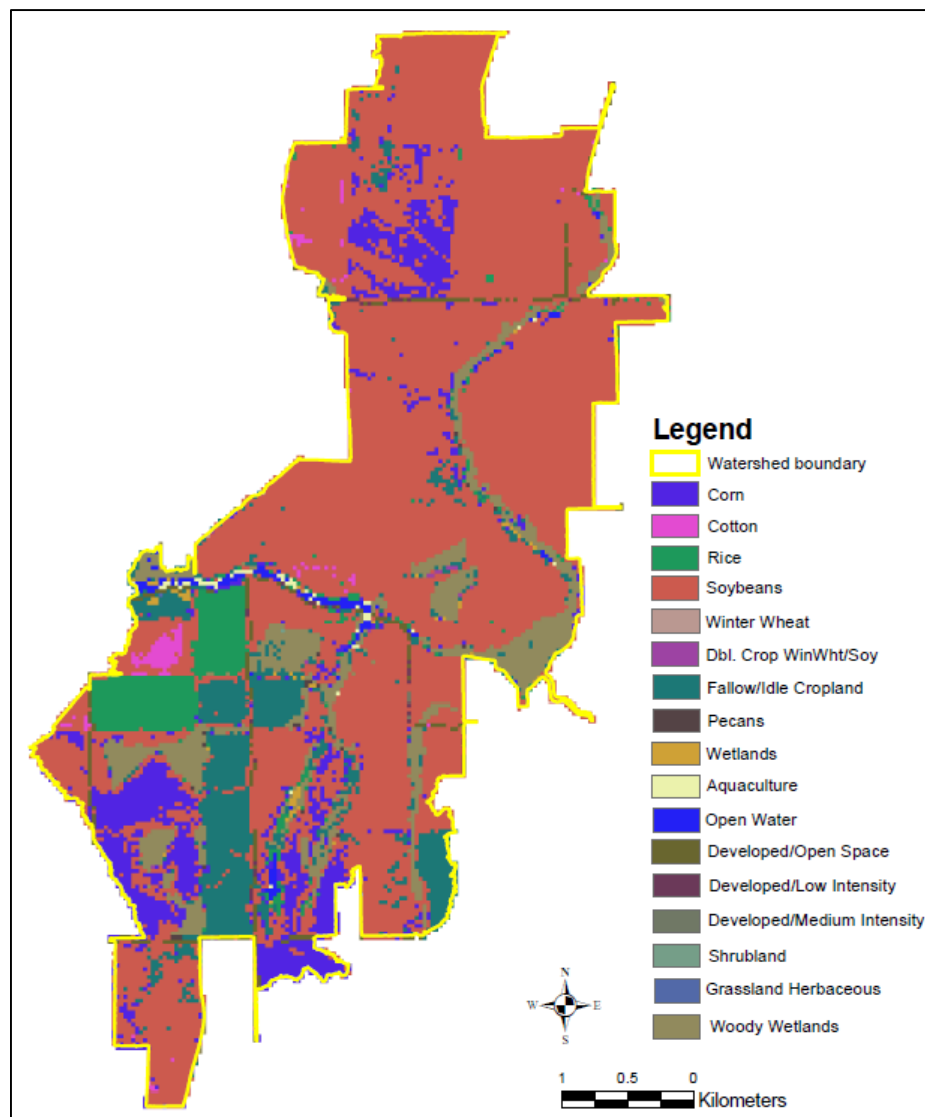 Legend
Watershed boundary
Corn
Cotton
Rice
Soybeans
Winter Wheat
Dbl. Crop WinWht/Soy
Fallow/Idle Cropland
Pecans
Wetlands
Aquaculture
Open Water
Developed/Open Space
Developed/Low Intensity
Developed/Medium Intensity
Shrubland
Grassland Herbaceous
Woody Wetlands
N
W E
S
1 0.5 0
Kilometers